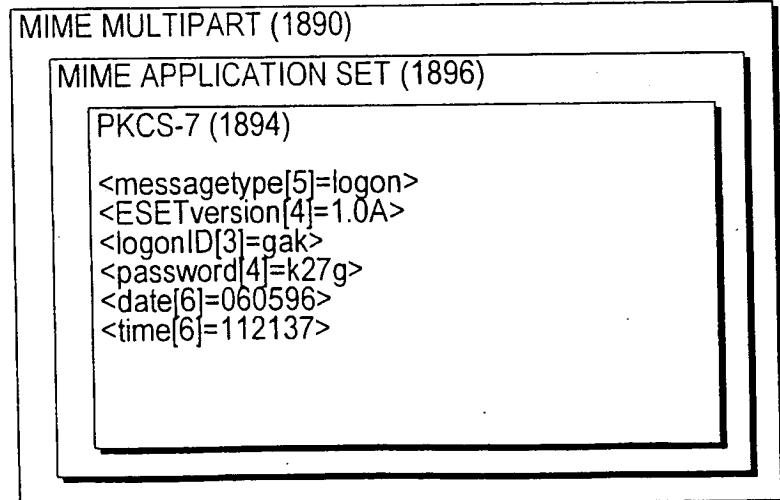 MIME MULTIPART (1890)
MIME APPLICATION SET (1896)
PKCS-7 (1894)
<messagetype[5]=logon>
<ESETversion[4]=1.0A>
<logonID[3]=gak>
<password[4]=k27g>
<date[6]=060596>
<time[6]=112137>